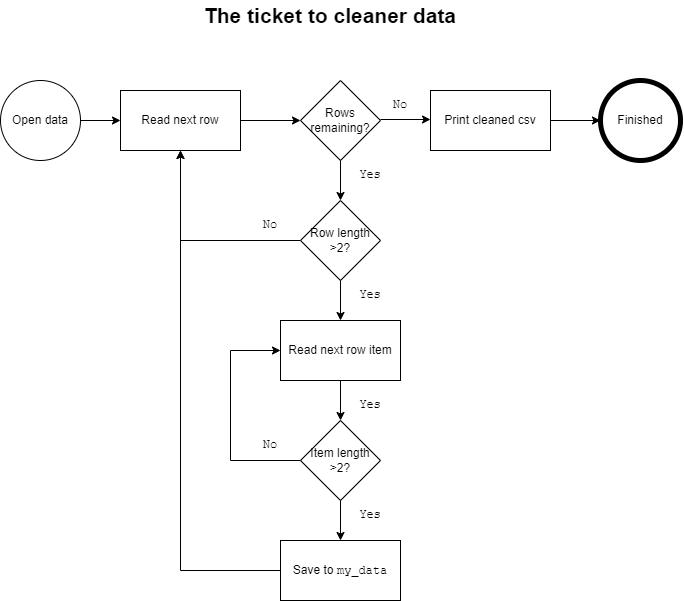 The ticket to cleaner data
Open data
Read next row
Rows
remaining?
No
Print cleaned csv
Finished
Yes
No
Row length
>2?
Yes
Read next row item
Yes
No
Item length
>2?
Yes
Save to my_data